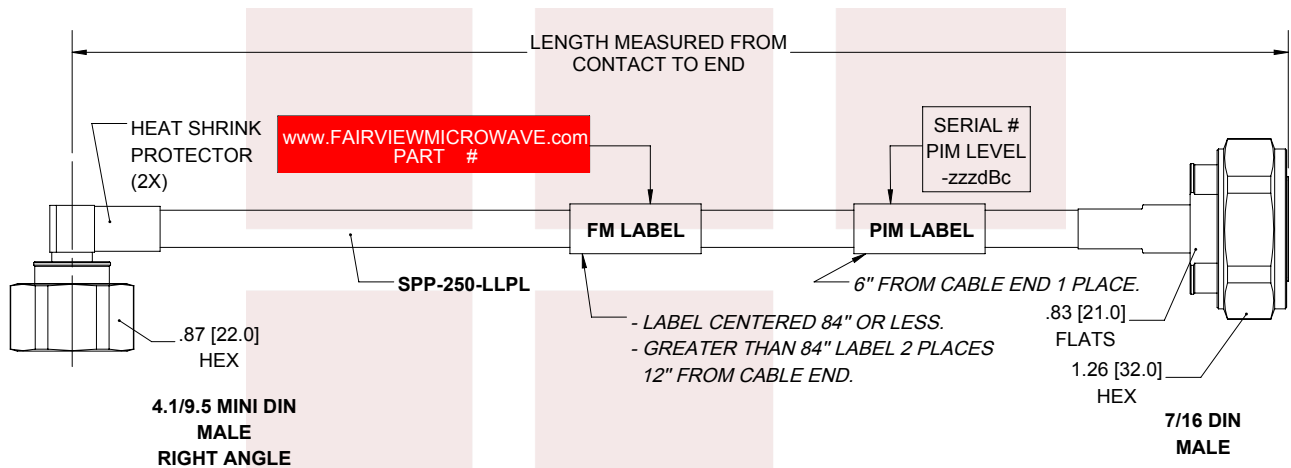 LENGTH MEASURED FROM
CONTACT TO END
HEAT SHRINK
PROTECTOR
(2X)
www.FAIRVIEWMICROWAVE.com
PART #
SERIAL #
PIM LEVEL
-zzzdBc
FM LABEL
PIM LABEL
SPP-250-LLPL
6" FROM CABLE END 1 PLACE.
- LABEL CENTERED 84" OR LESS.
- GREATER THAN 84" LABEL 2 PLACES
12" FROM CABLE END.
.87 [22.0]
HEX
.83 [21.0]
FLATS
1.26 [32.0]
HEX
4.1/9.5 MINI DIN
MALE
RIGHT ANGLE
7/16 DIN
MALE